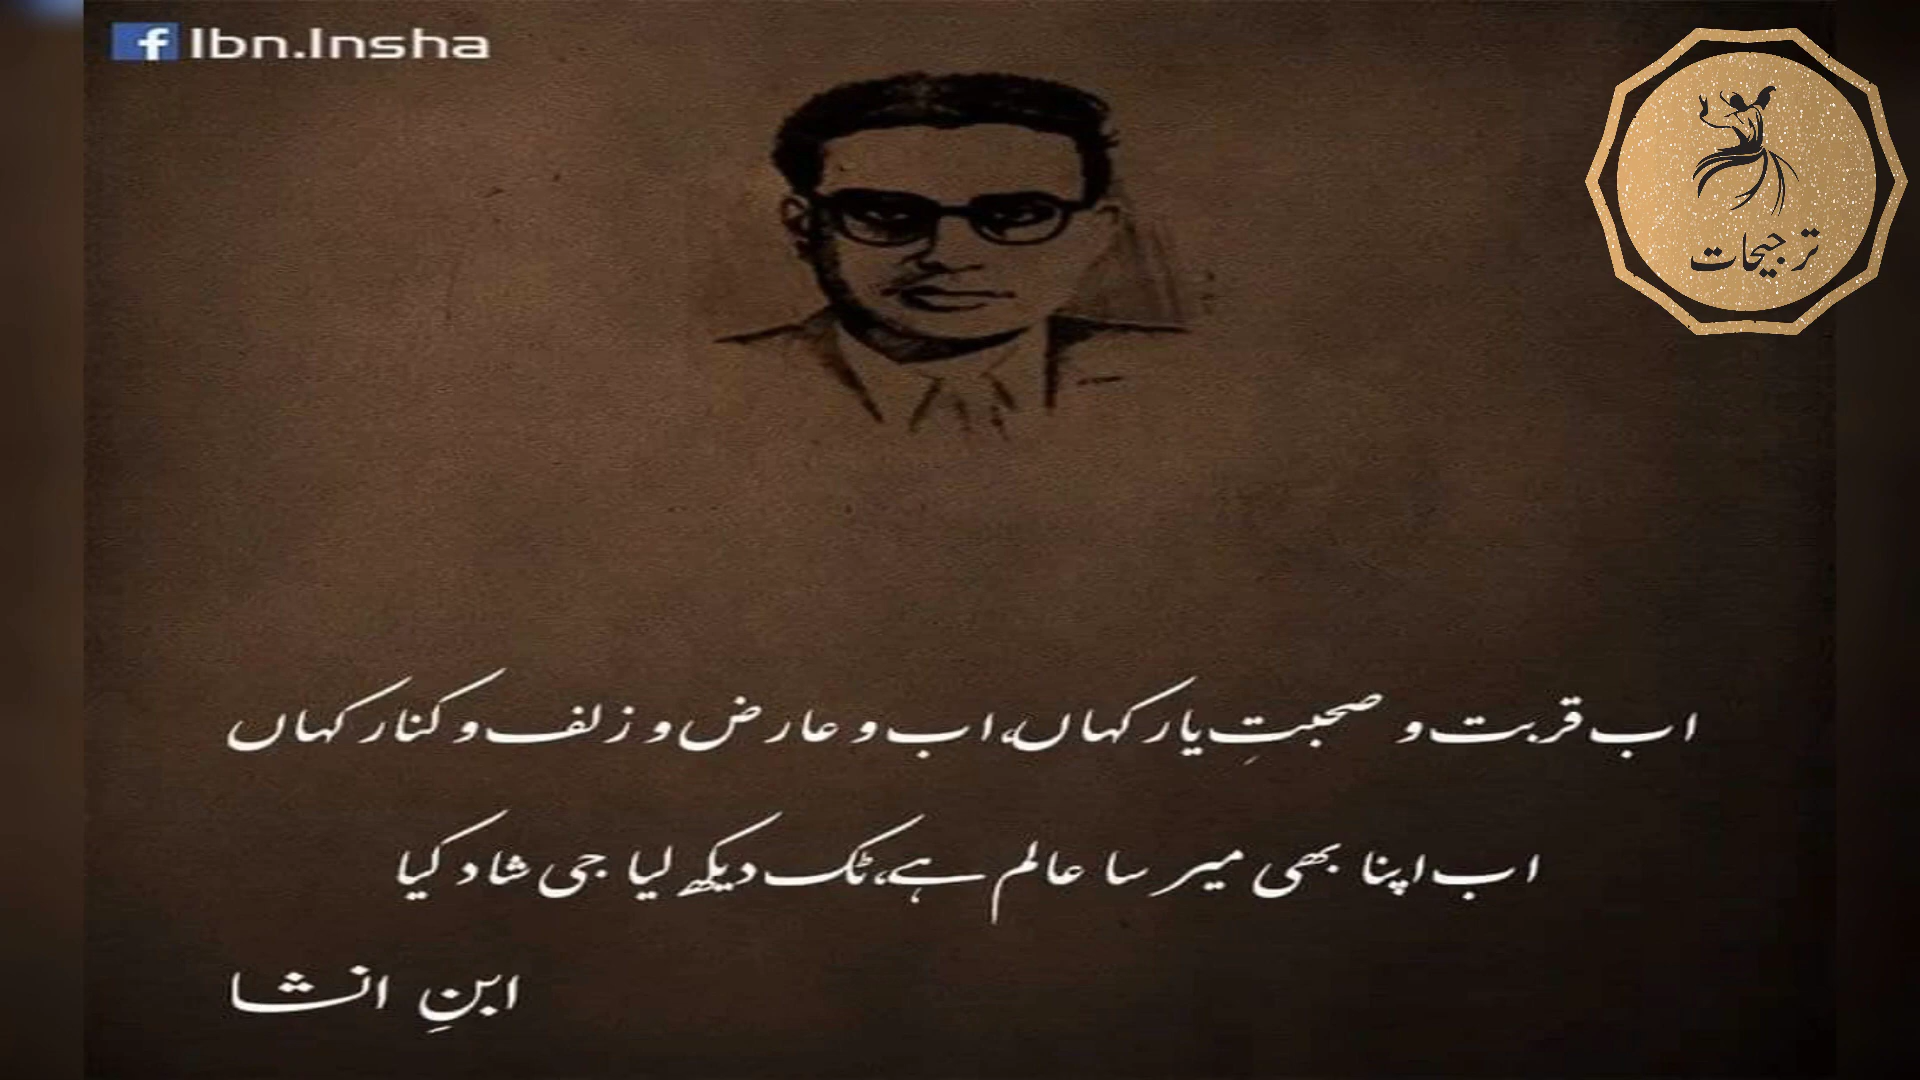 Ibn.Insha
ترجیحات
اب قربت و صحبتِ یار کہاں، اب و عارض و زلف و کنار کہاں
اب اپنا بھی میر سا عالم ہے، ٹک دیکھ لیا جی شاد کیا
ابنِ انشا